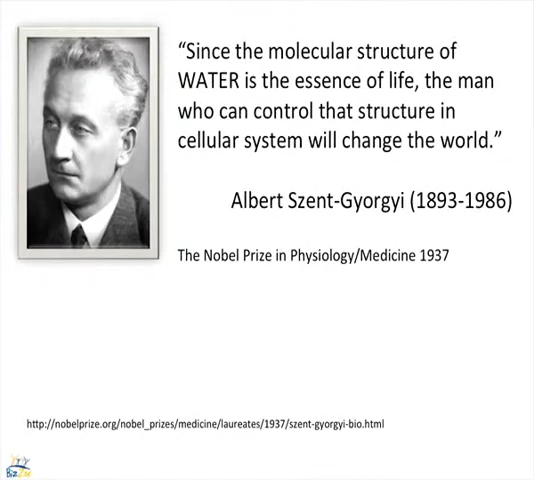 “Since the molecular structure of
WATER is the essence of life, the man
who can control that structure in
cellular system will change the world.”
Albert Szent-Gyorgyi (1893-1986)
The Nobel Prize in Physiology/Medicine 1937
http://nobelprize.org/nobel_prizes/medicine/laureates/1937/szent-gyorgyi-bio.html